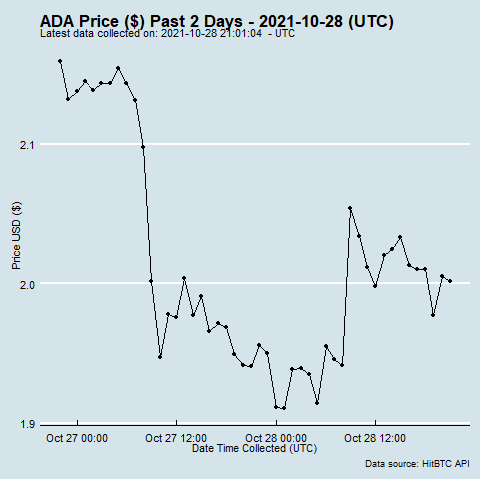 ADA Price ($) Past 2 Days - 2021-10-28 (UTC)
Latest data collected on: 2021-10-28 21:01:04 - UTC
Price USD ($)
2.1
2.0
1.9
Oct 27 00:00
Oct 27 12:00
Oct 28 00:00
Oct 28 12:00
Date Time Collected (UTC)
Data source: HitBTC API